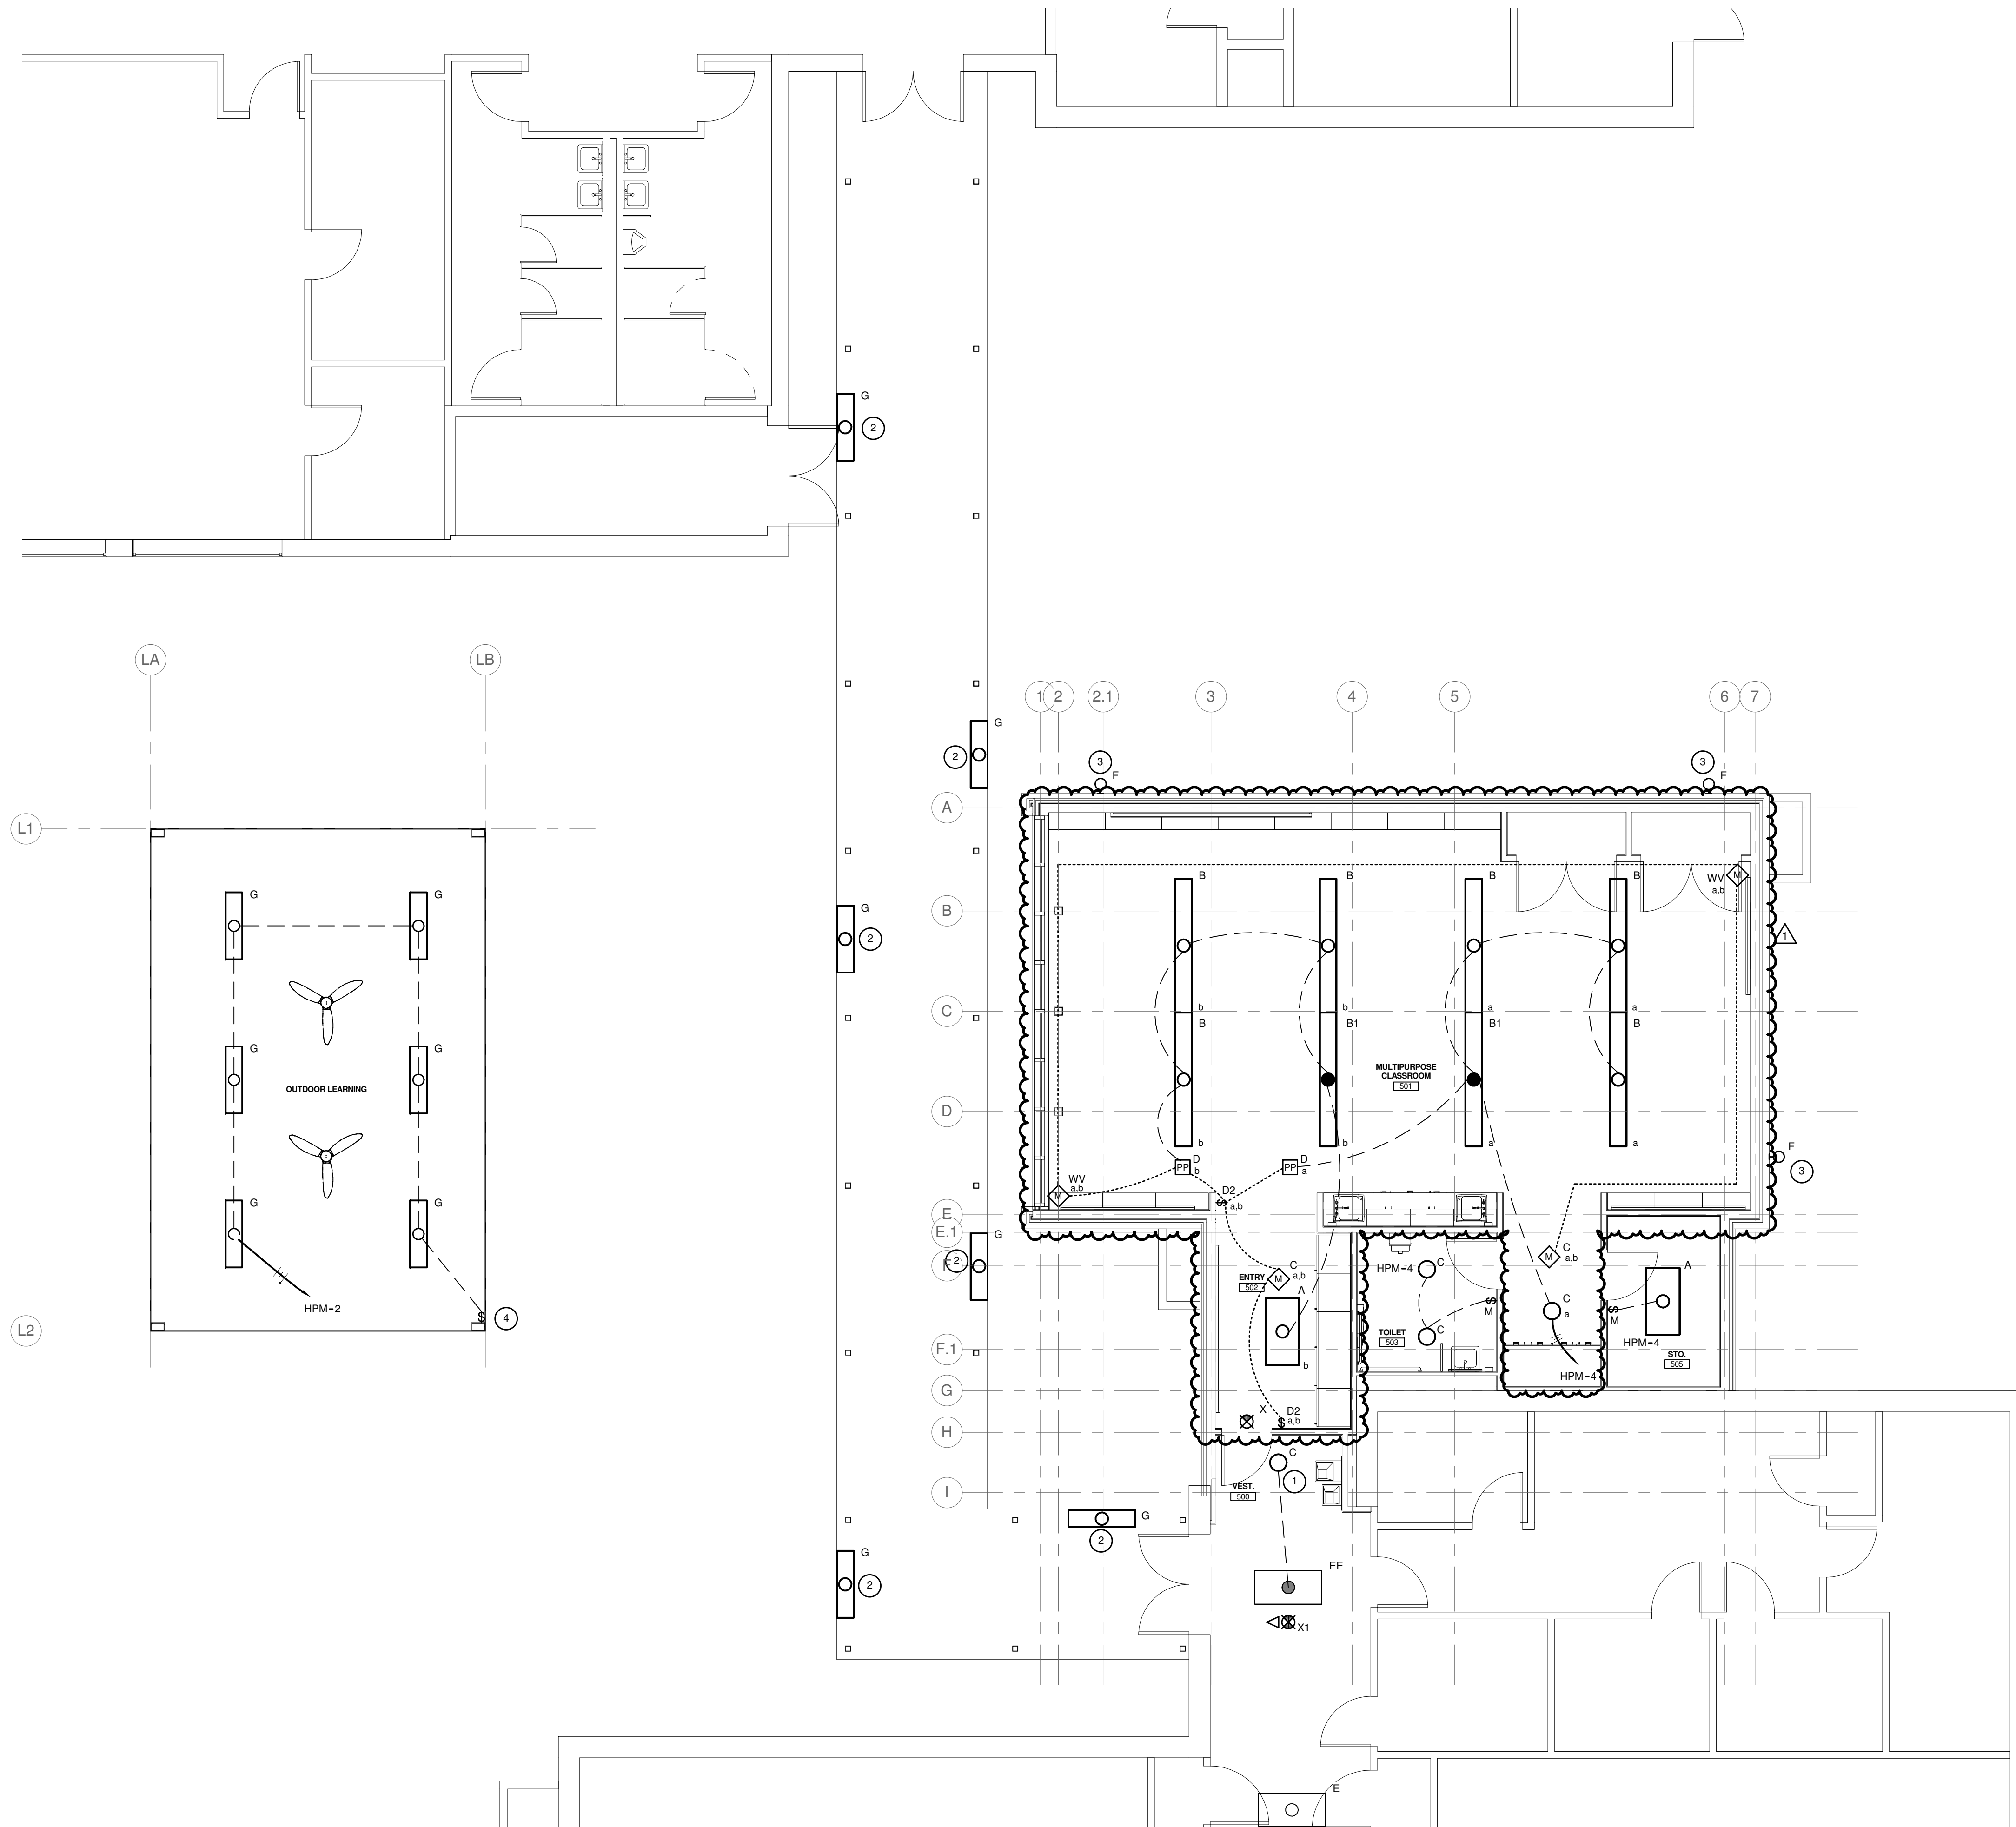 G
2
LA
LB
1
2
2.1
3
4
5
6
7
G
2
3
F
3
F
A
L1
B
B
B
B
WV
M
a,b
G
G
G
2
B
1
C
b
b
a
a
B
B1
B1
B
G
G
OUTDOOR LEARNING
MULTIPURPOSE
CLASSROOM
501
D
b
b
a
a
F
3
PP
D
b
PP
D
a
WV
a,b
M
D2
$
a,b
G
G
E
E.1
G
2
F
M
C
a,b
C
a,b
M
ENTRY
502
HPM-4
C
A
A
HPM-2
$
4
L2
$
M
C
a
$
M
TOILET
503
C
HPM-4
STO.
505
F.1
b
HPM-4
G
X
D2
$
a,b
H
C
1
VEST.
500
I
G
2
G
2
EE
X1
E